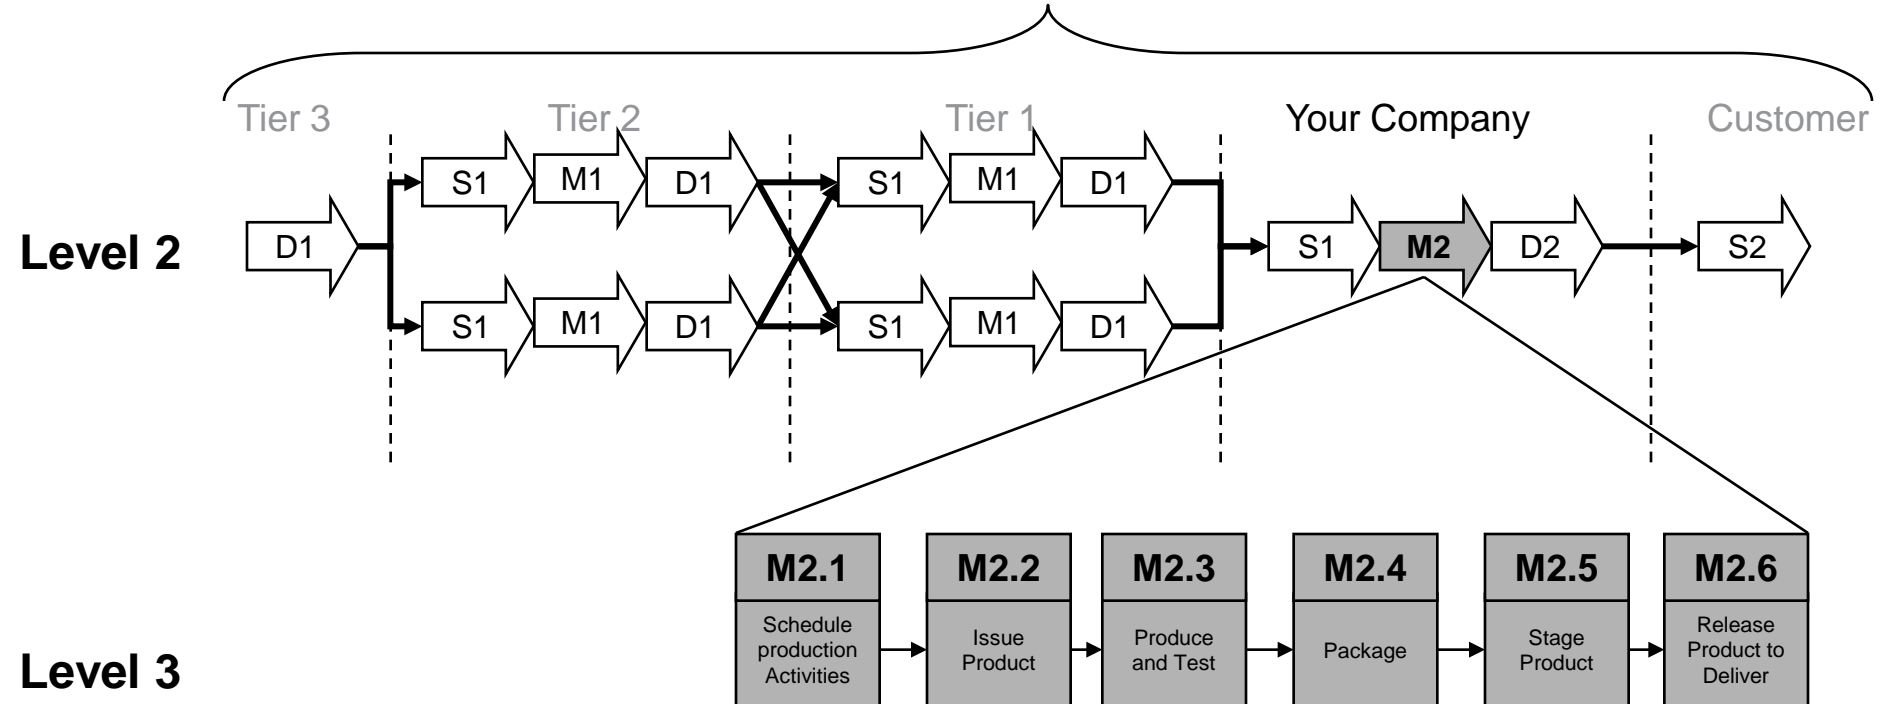 Tier 3
Tier 2
Tier 1
Your Company
Customer
S1
M1
D1
S1
M1
D1
Level 2
D1
S1
M2
D2
S2
S1
M1
D1
S1
M1
D1
M2.1
M2.2
M2.3
M2.4
M2.5
M2.6
Level 3
Schedule
production
Activities
Issue
Product
Produce
and Test
Package
Stage
Product
Release
Product to
Deliver